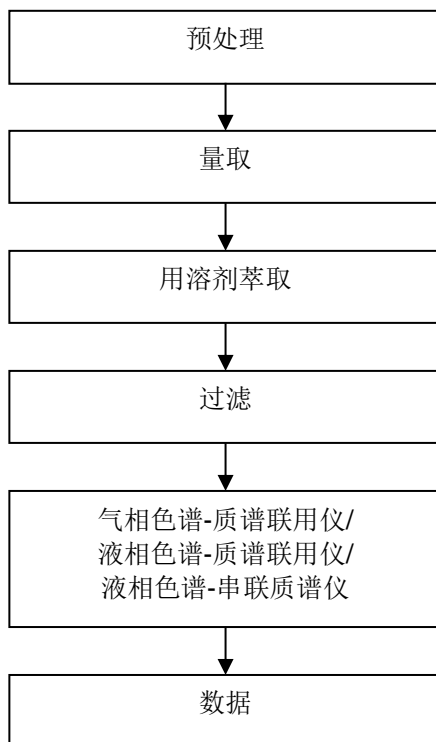 预处理
量取
用溶剂萃取
过滤
气相色谱-质谱联用仪/
液相色谱-质谱联用仪/
液相色谱-串联质谱仪
数据